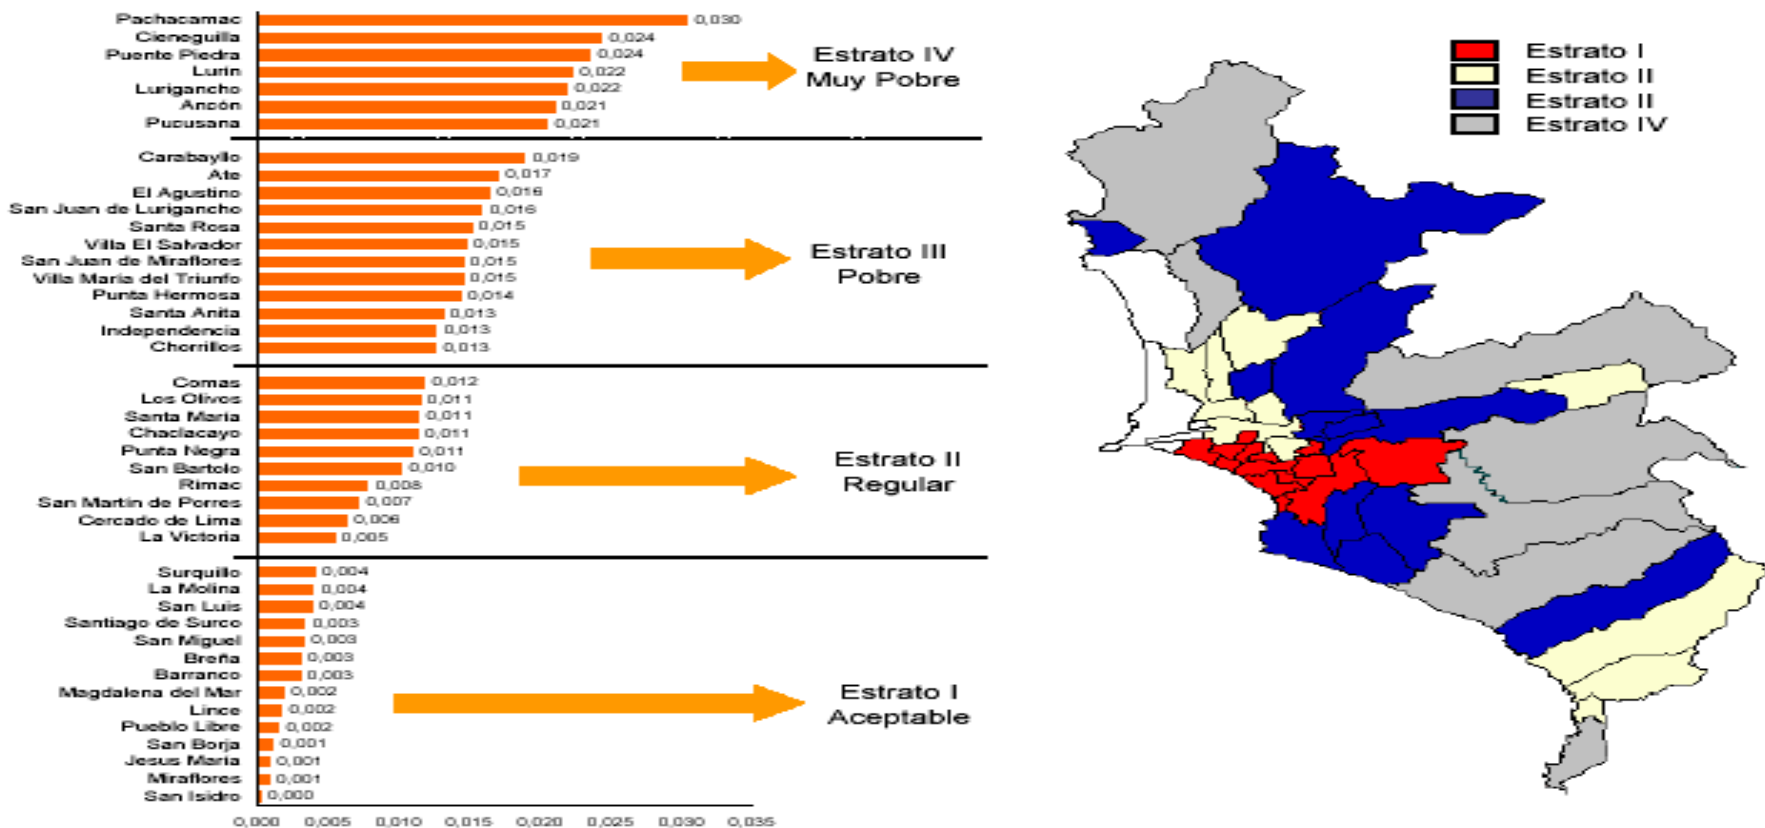 Pachacamac 0,030
Cieneguilla 0,024
Puente Piedra 0,024
Lurin 0,022
Lurigancho 0,022
Ancón 0,021
Pucusana 0,021
Estrato IV
Muy Pobre
Carabayllo 0,019
Ate 0,017
El Agustino 0,016
San Juan de Lurigancho 0,016
Santa Rosa 0,015
Villa El Salvador 0,015
San Juan de Miraflores 0,015
Villa María del Triunfo 0,015
Punta Hermosa 0,014
Santa Anita 0,013
Independencia 0,013
Chorrillos 0,013
Estrato III
Pobre
Comas 0,012
Los Olivos 0,011
Santa María 0,011
Chaclacayo 0,011
Punta Negra 0,011
San Bartolo 0,010
Rimac 0,008
San Martín de Porres 0,007
Cercado de Lima 0,006
La Victoria 0,005
Estrato II
Regular
Surquillo 0,004
La Molina 0,004
San Luis 0,004
Santiago de Surco 0,003
San Miguel 0,003
Breña 0,003
Barranco 0,003
Magdalena del Mar 0,002
Lince 0,002
Pueblo Libre 0,002
San Borja 0,001
Jesus María 0,001
Miraflores 0,001
San Isidro 0,000
Estrato I
Aceptable
0,000 0,005 0,010 0,015 0,020 0,025 0,030 0,035
Estrato I
Estrato II
Estrato II
Estrato IV